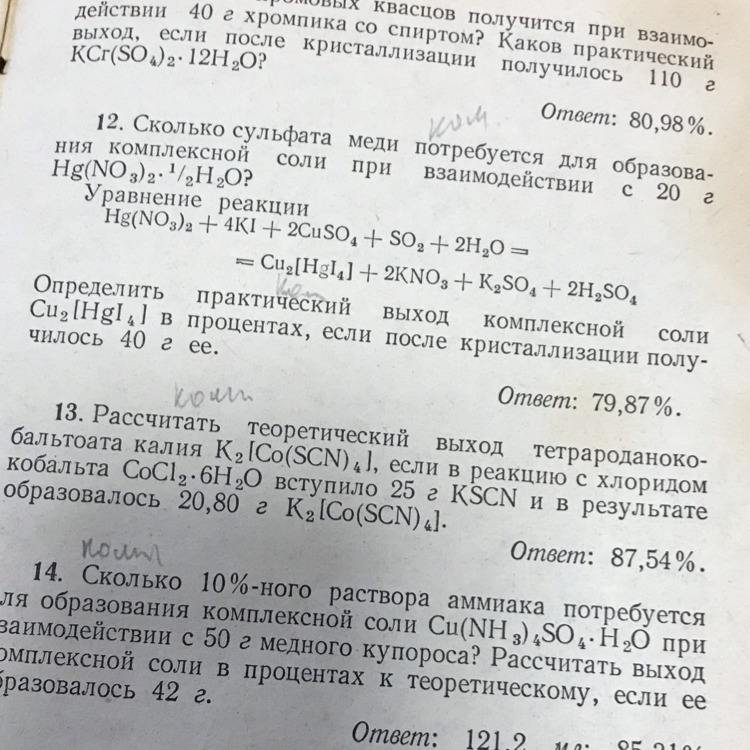 квасцов получится при взаимо-
действии 40 г хромпика со спиртом? Каков практический
выход, если после кристаллизации получилось 110 г
KCr(SO₄)₂·12H₂O?
Ответ: 80,98%.
ком.
12. Сколько сульфата меди потребуется для образова-
ния комплексной соли при взаимодействии с 20 г
Hg(NO₃)₂·¹/₂H₂O?
Уравнение реакции
Hg(NO₃)₂ + 4KI + 2CuSO₄ + SO₂ + 2H₂O =
= Cu₂[HgI₄] + 2KNO₃ + K₂SO₄ + 2H₂SO₄
Определить практический выход комплексной соли
Cu₂[HgI₄] в процентах, если после кристаллизации полу-
чилось 40 г ее.
Ответ: 79,87%.
13. Рассчитать теоретический выход тетрароданоко-
бальтоата калия K₂[Co(SCN)₄], если в реакцию с хлоридом
кобальта CoCl₂·6H₂O вступило 25 г KSCN и в результате
образовалось 20,80 г K₂[Co(SCN)₄].
Ответ: 87,54%.
14. Сколько 10%-ного раствора аммиака потребуется
ля образования комплексной соли Cu(NH₃)₄SO₄·H₂O при
заимодействии с 50 г медного купороса? Рассчитать выход
омплексной соли в процентах к теоретическому, если ее
бразовалось 42 г.
Ответ: 121,2 мл;